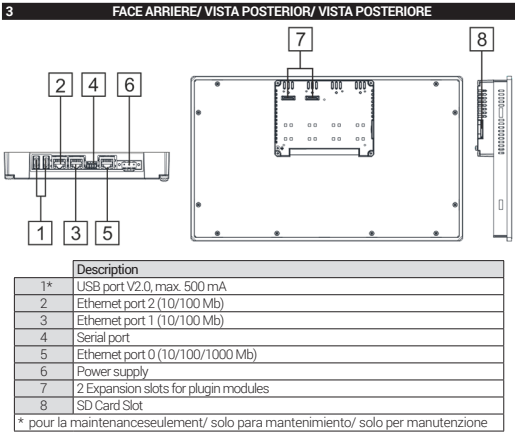 3 FACE ARRIERE/ VISTA POSTERIOR/ VISTA POSTERIORE
7
8
2 4 6
1 3 5
Description
1* USB port V2.0, max. 500 mA
2 Ethernet port 2 (10/100 Mb)
3 Ethernet port 1 (10/100 Mb)
4 Serial port
5 Ethernet port 0 (10/100/1000 Mb)
6 Power supply
7 2 Expansion slots for plugin modules
8 SD Card Slot
* pour la maintenanceseulement/ solo para mantenimiento/ solo per manutenzione